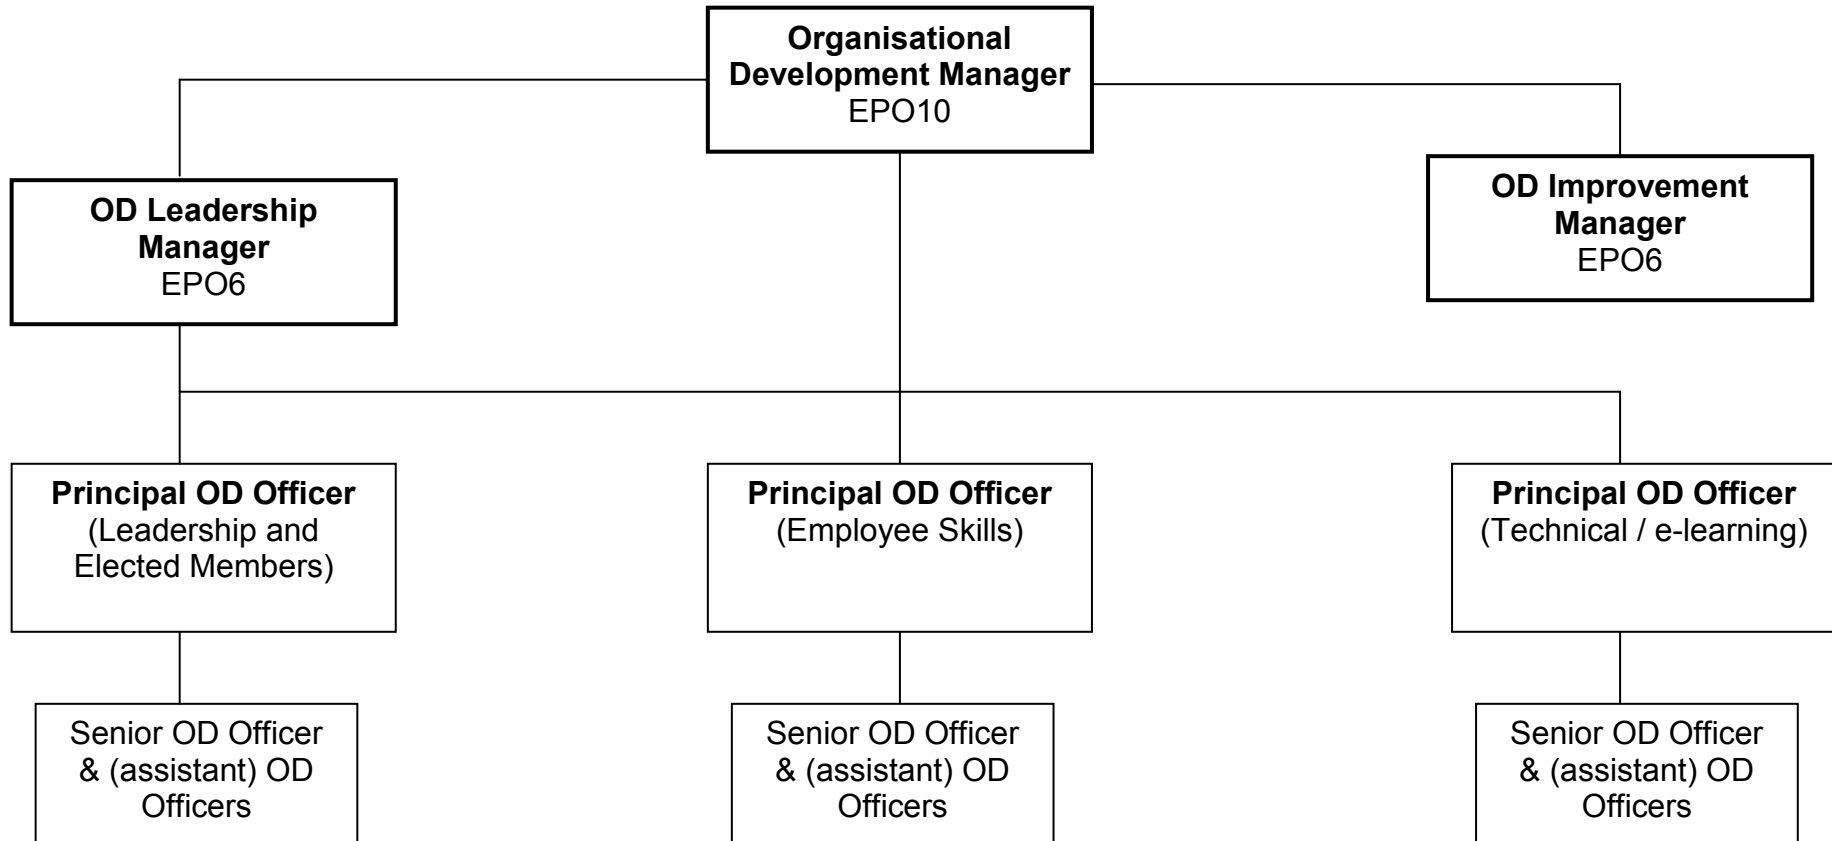 Organisational
Development Manager
EPO10
OD Leadership
Manager
EPO6
OD Improvement
Manager
EPO6
Principal OD Officer
(Leadership and
Elected Members)
Principal OD Officer
(Employee Skills)
Principal OD Officer
(Technical / e-learning)
Senior OD Officer
& (assistant) OD
Officers
Senior OD Officer
& (assistant) OD
Officers
Senior OD Officer
& (assistant) OD
Officers